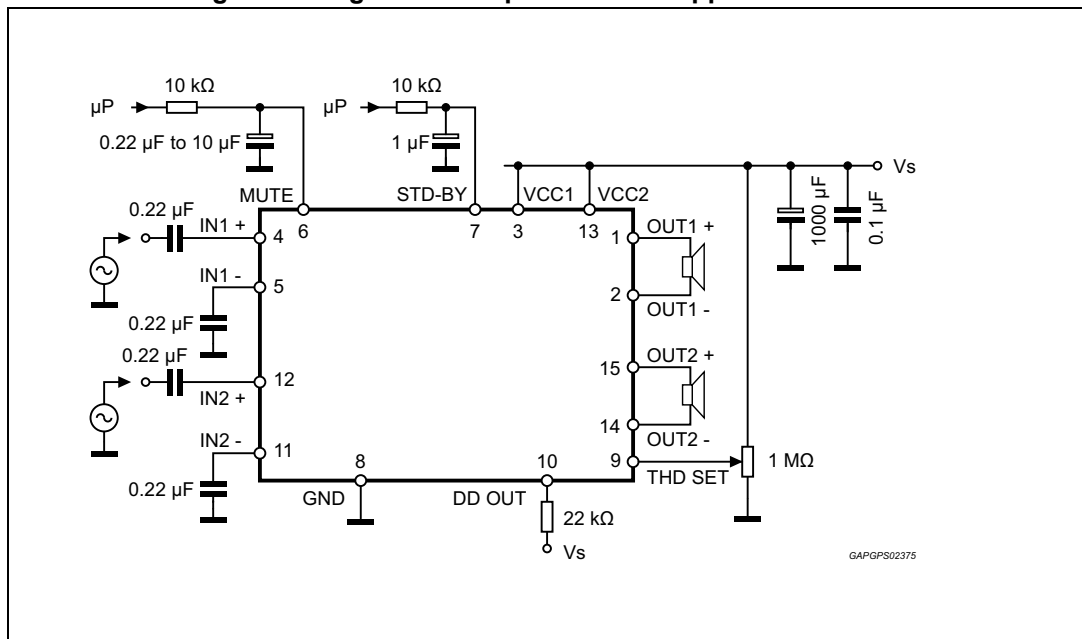 10 kΩ
10 kΩ
µP
µP
0.22 µF to 10 µF
1 µF
Vs
MUTE
STD-BY
VCC1
VCC2
1000 µF
0.1 µF
0.22 µF
IN1 +
4
6
7
3
13
1
OUT1 +
IN1 -
5
2
OUT1 -
0.22 µF
0.22 µF
12
IN2 +
15
OUT2 +
14
OUT2 -
IN2 -
11
8
10
9
THD SET
1 MΩ
0.22 µF
GND
DD OUT
22 kΩ
Vs
GAPGPS02375